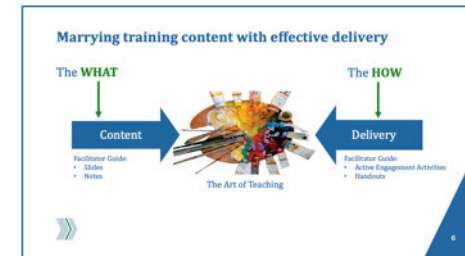 Marrying training content with effective delivery
The WHAT
The HOW
Content
Delivery
Facilitator Guide:
• Slides
• Notes
The Art of Teaching
Facilitator Guide:
• Active Engagement Activities
• Handouts
6